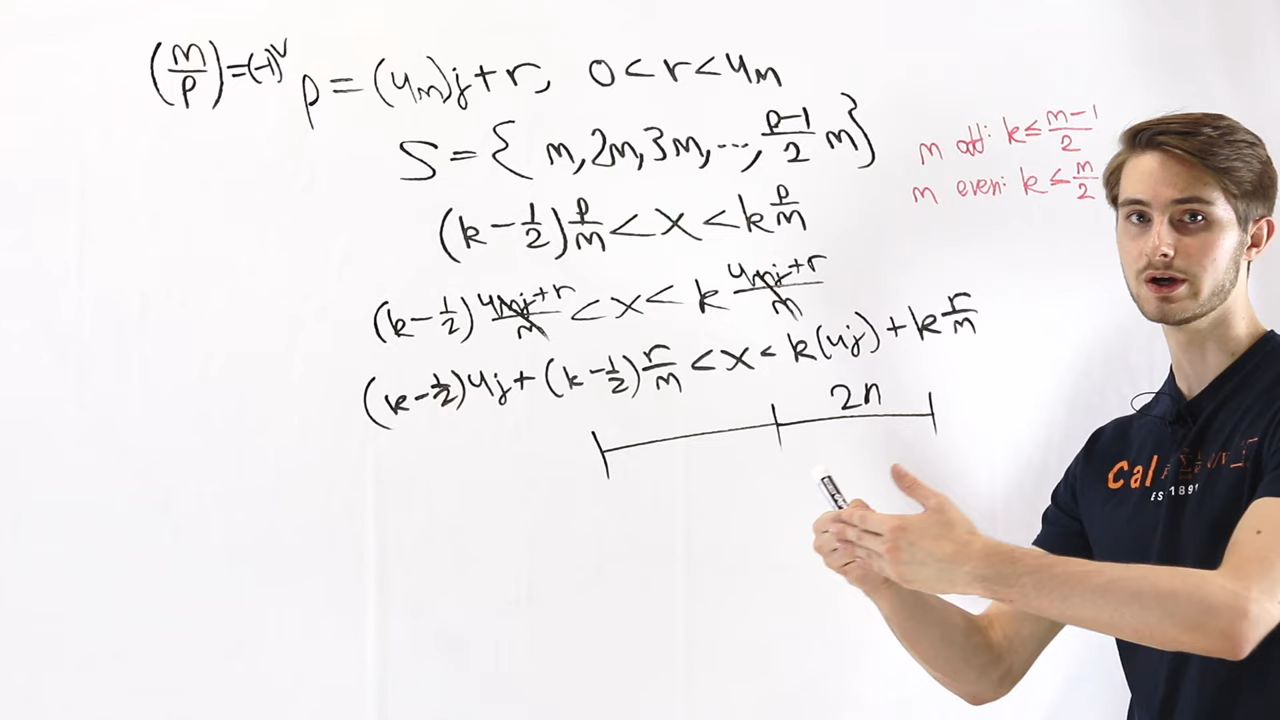 (m/p) = (-1)^ν p = (4m)j + r, 0 < r < 4m
S = { m, 2m, 3m, ..., (p-1)/2 m }
(k - 1/2) p/m < x < k p/m
(k - 1/2) (4mj + r)/m < x < k (4mj + r)/m
(k - 1/2) 4j + (k - 1/2) r/m < x < k(4j) + k r/m
2n
m odd: k ≤ (m-1)/2
m even: k ≤ m/2
Cal